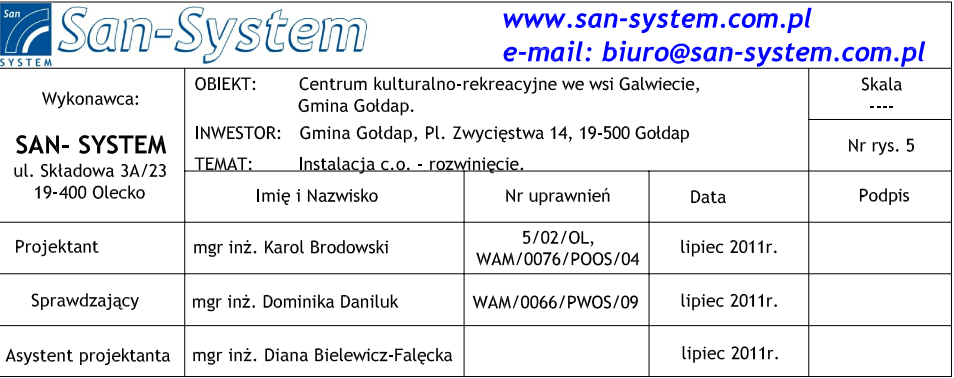 San
SYSTEM
San-System
www.san-system.com.pl
e-mail: biuro@san-system.com.pl
Wykonawca:
SAN- SYSTEM
ul. Składowa 3A/23
19-400 Olecko
OBIEKT: Centrum kulturalno-rekreacyjne we wsi Galwiecie,
Gmina Gołdap.
INWESTOR: Gmina Gołdap, Pl. Zwycięstwa 14, 19-500 Gołdap
TEMAT: Instalacja c.o. - rozwinięcie.
Skala
----
Nr rys. 5
Imię i Nazwisko Nr uprawnień Data Podpis
Projektant mgr inż. Karol Brodowski 5/02/OL, lipiec 2011r.
WAM/0076/POOS/04
Sprawdzający mgr inż. Dominika Daniluk WAM/0066/PWOS/09 lipiec 2011r.
Asystent projektanta mgr inż. Diana Bielewicz-Falęcka lipiec 2011r.